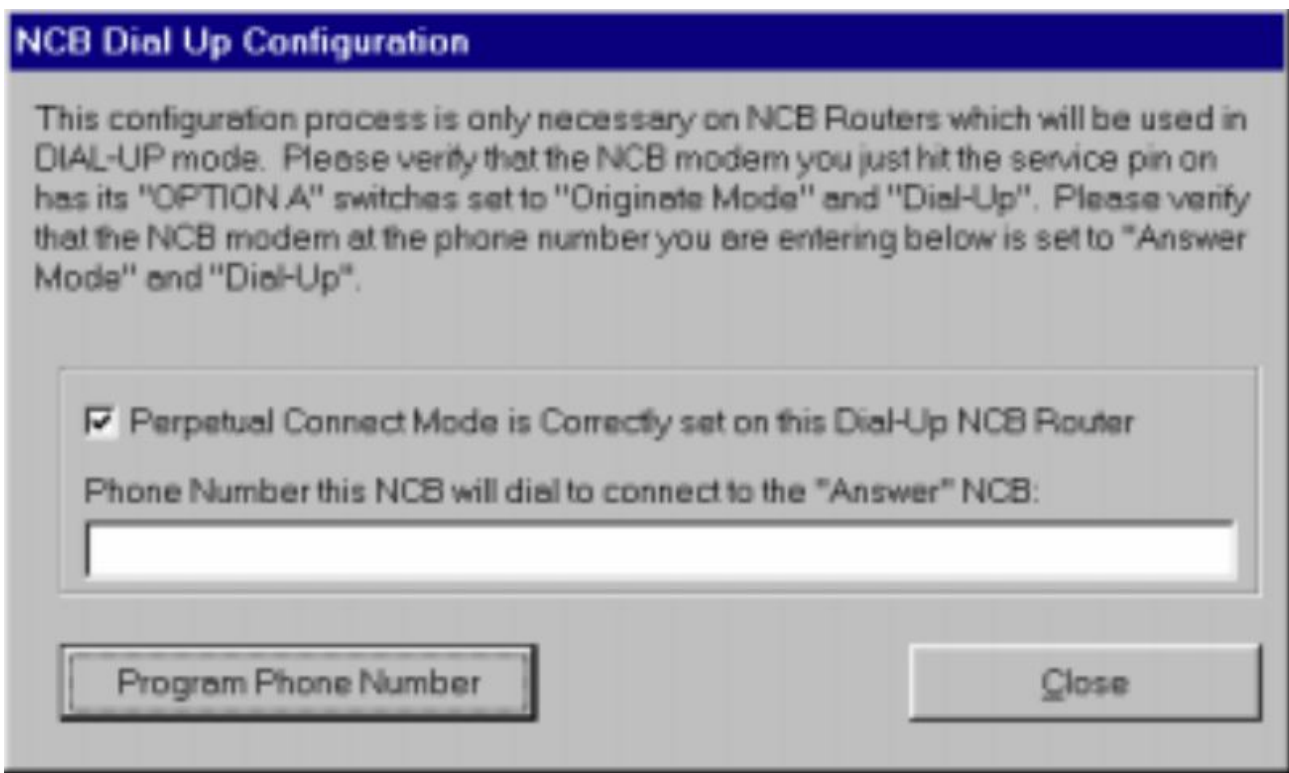 NCB Dial Up Configuration
This configuration process is only necessary on NCB Routers which will be used in
DIAL-UP mode. Please verify that the NCB modem you just hit the service pin on
has its "OPTION A" switches set to "Originate Mode" and "Dial-Up". Please verify
that the NCB modem at the phone number you are entering below is set to "Answer
Mode" and "Dial-Up".
Perpetual Connect Mode is Correctly set on this Dial-Up NCB Router
Phone Number this NCB will dial to connect to the "Answer" NCB:
Program Phone Number
Close